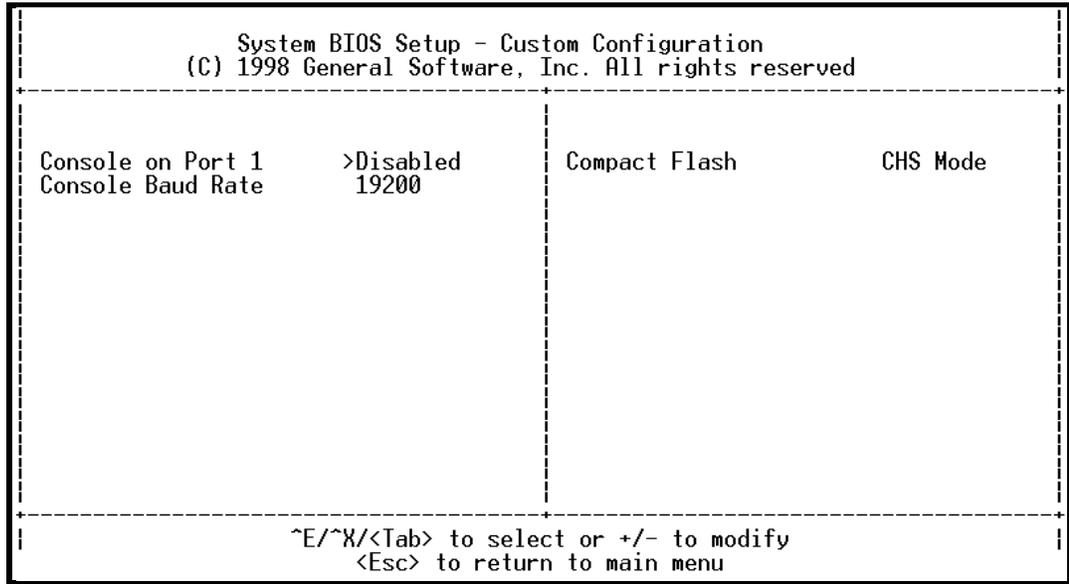 System BIOS Setup - Custom Configuration
(C) 1998 General Software, Inc. All rights reserved
Console on Port 1 >Disabled
Console Baud Rate 19200
Compact Flash CHS Mode
^E/^X/<Tab> to select or +/- to modify
<Esc> to return to main menu